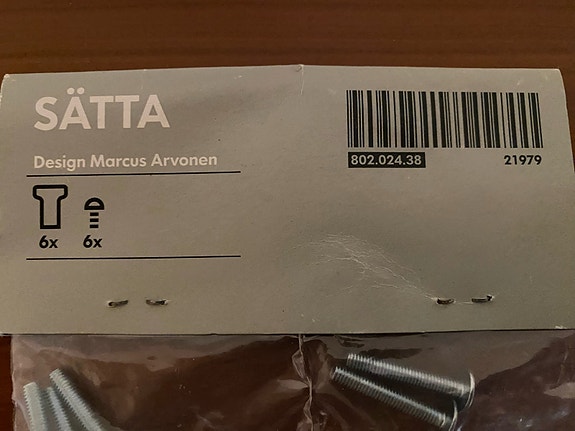 SÄTTA
Design Marcus Arvonen
6x 6x
802.024.38 21979